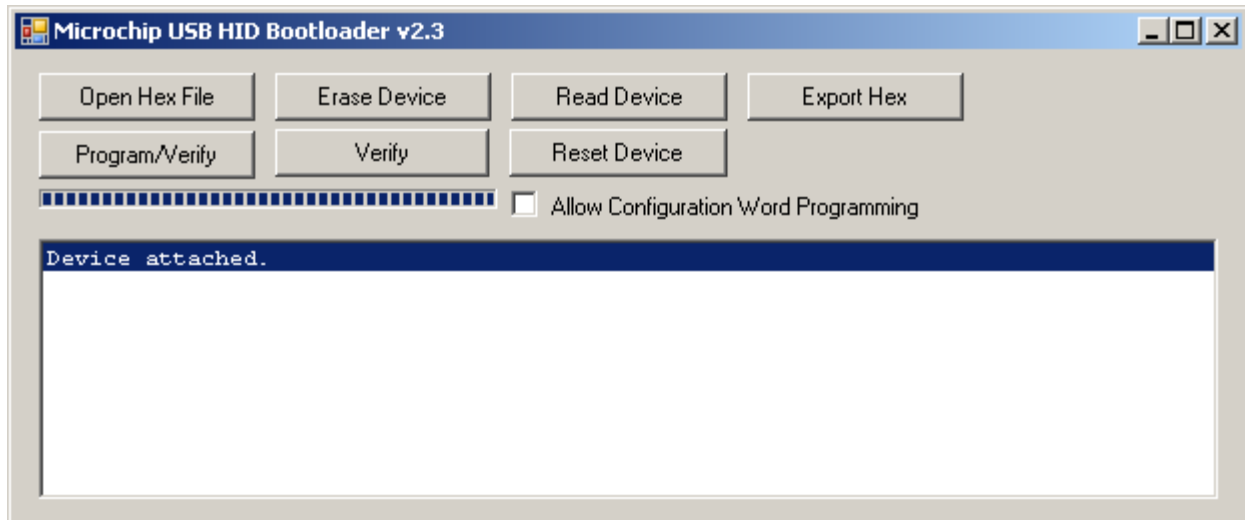 Microchip USB HID Bootloader v2.3
Open Hex File Erase Device Read Device Export Hex
Program/Verify Verify Reset Device
Allow Configuration Word Programming
Device attached.